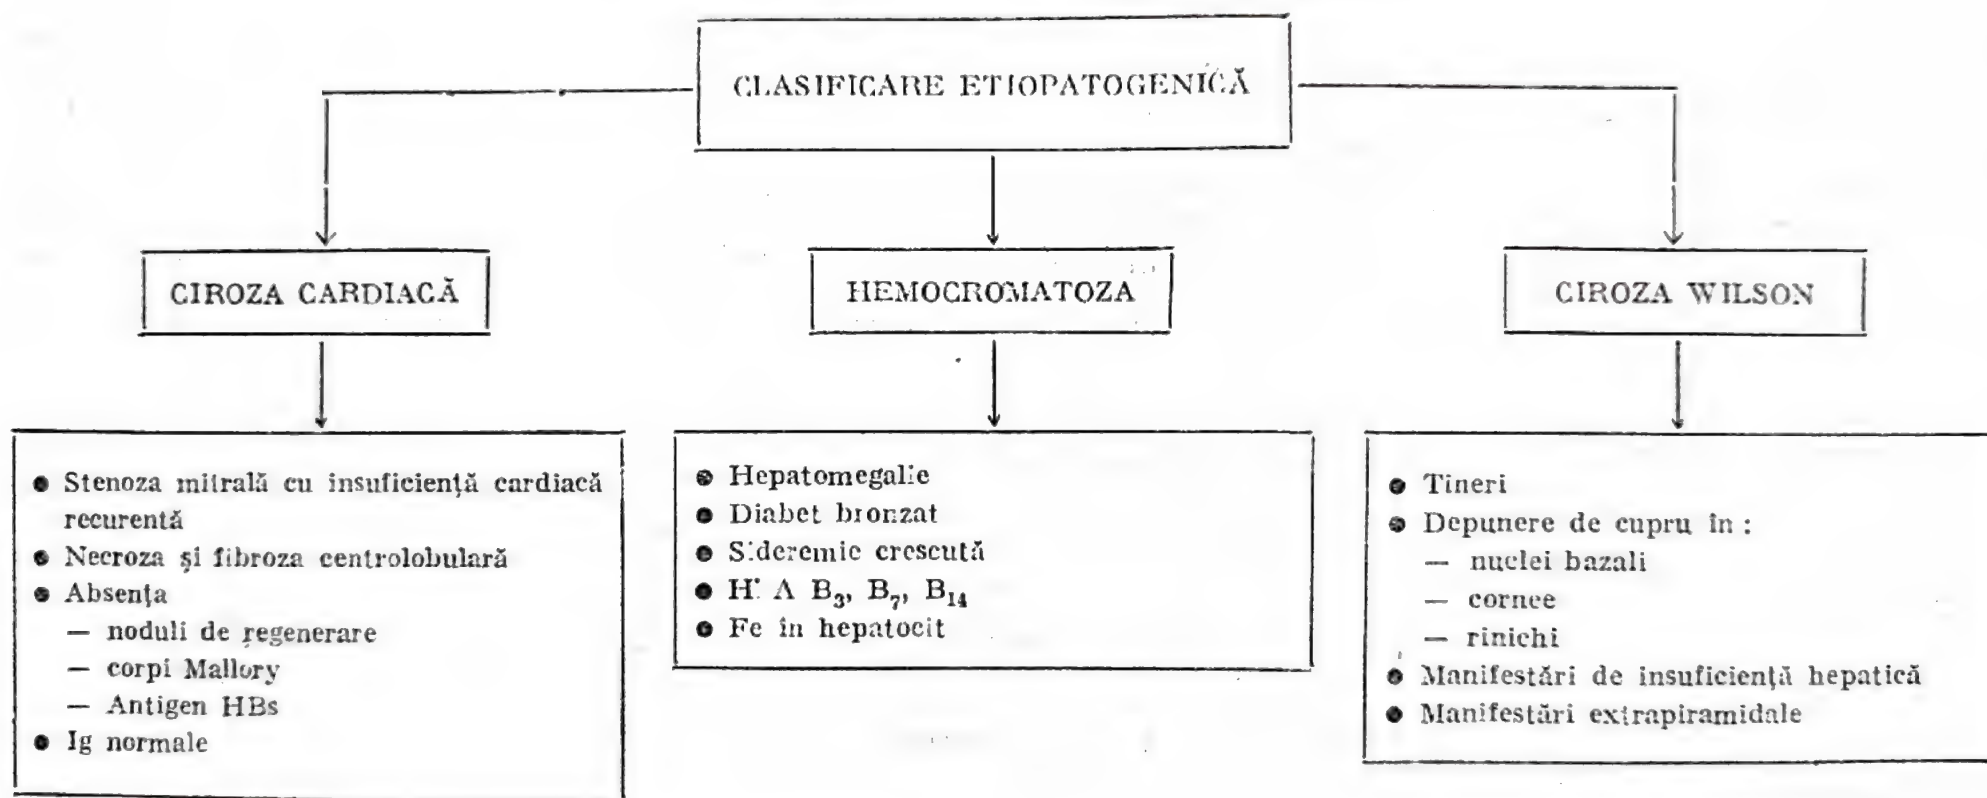 CLASIFICARE ETIOPATOGENICĂ
CIROZA CARDIACĂ
HEMOCROMATOZA
CIROZA WILSON
● Stenoza mitrală cu insuficiență cardiacă
recurentă
● Necroza și fibroza centrolobulară
● Absența
— noduli de regenerare
— corpi Mallory
— Antigen HBs
● Ig normale
● Hepatomegalie
● Diabet bronzat
● Sideremie crescută
● H A B₃, B₇, B₁₄
● Fe în hepatocit
● Tineri
● Depunere de cupru în :
— nuclei bazali
— cornee
— rinichi
● Manifestări de insuficiență hepatică
● Manifestări extrapiramidale